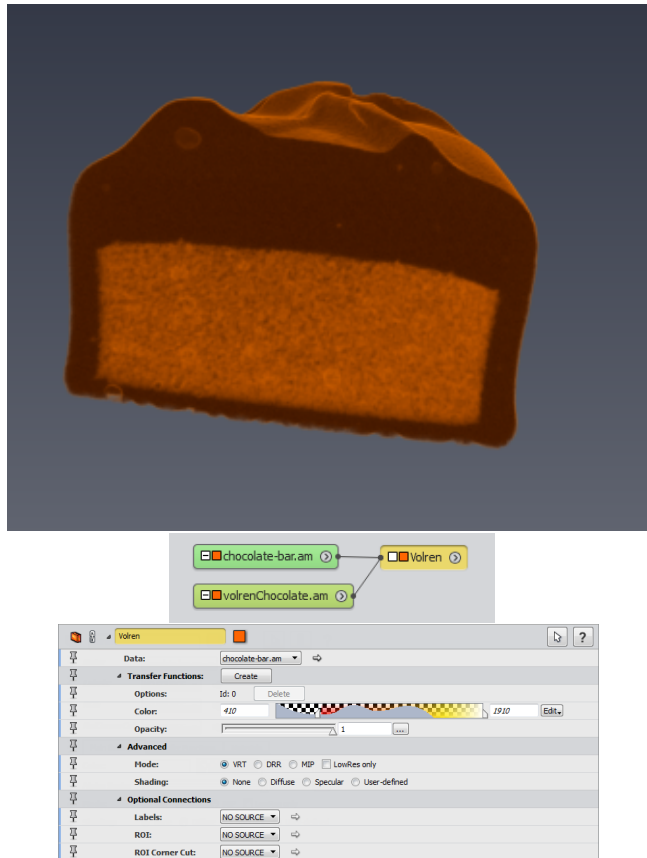 chocolate-bar.am
Volren
volrenChocolate.am
Volren
?
Data: chocolate-bar.am
Transfer Functions: Create
Options: Id: 0 Delete
Color: 410 1910 Edit
Opacity: 1 ...
Advanced
Mode: VRT DRR MIP LowRes only
Shading: None Diffuse Specular User-defined
Optional Connections
Labels: NO SOURCE
ROI: NO SOURCE
ROI Corner Cut: NO SOURCE